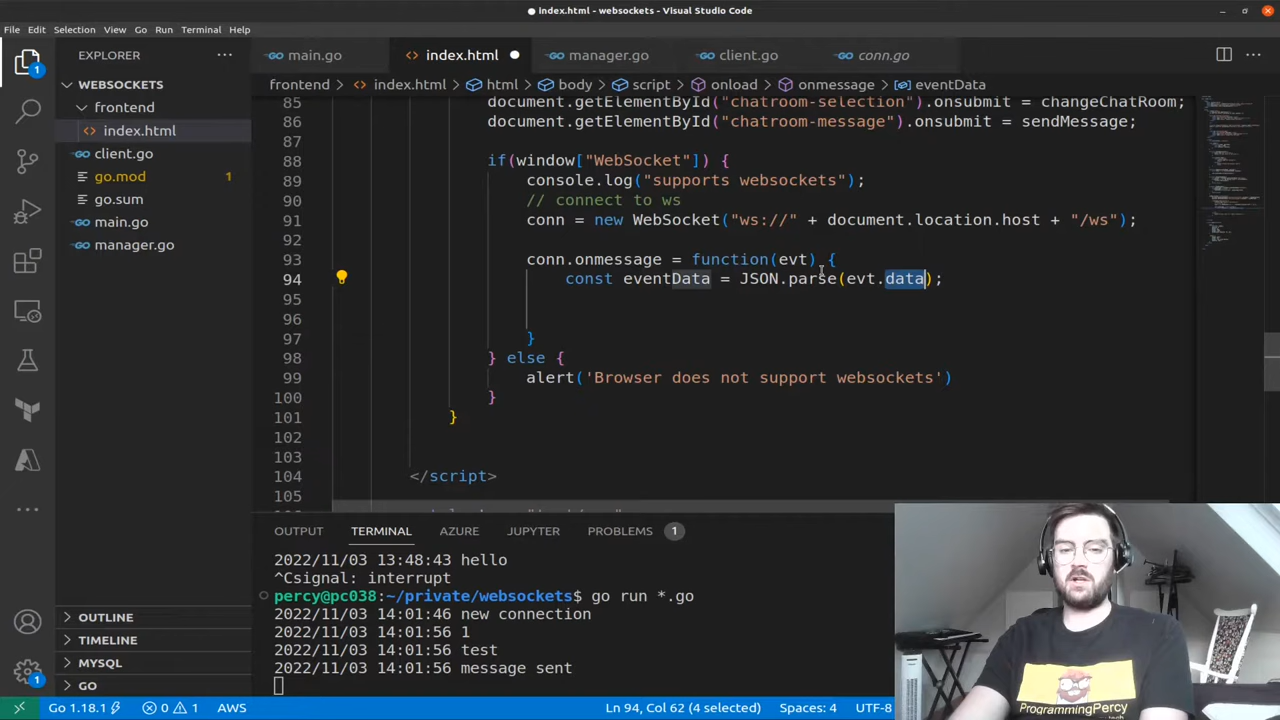 index.html - websockets - Visual Studio Code
File Edit Selection View Go Run Terminal Help
EXPLORER
main.go index.html manager.go client.go conn.go
WEBSOCKETS
frontend > index.html > html > body > script > onload > onmessage > eventData
frontend
index.html
client.go
go.mod 1
go.sum
main.go
manager.go
85 document.getElementById("chatroom-selection").onsubmit = changeChatRoom;
86 document.getElementById("chatroom-message").onsubmit = sendMessage;
87
88 if(window["WebSocket"]) {
89 console.log("supports websockets");
90 // connect to ws
91 conn = new WebSocket("ws://" + document.location.host + "/ws");
92
93 conn.onmessage = function(evt) {
94 const eventData = JSON.parse(evt.data);
95
96
97 }
98 } else {
99 alert('Browser does not support websockets')
100 }
101 }
102
103
104 </script>
105
OUTLINE
TIMELINE
MYSQL
GO
OUTPUT TERMINAL AZURE JUPYTER PROBLEMS 1
2022/11/03 13:48:43 hello
^Csignal: interrupt
percy@pc038:~/private/websockets$ go run *.go
2022/11/03 14:01:46 new connection
2022/11/03 14:01:56 1
2022/11/03 14:01:56 test
2022/11/03 14:01:56 message sent
1
1
Go 1.18.1 0 1 AWS Ln 94, Col 62 (4 selected) Spaces: 4 UTF-8
ProgrammingPercy
.tech